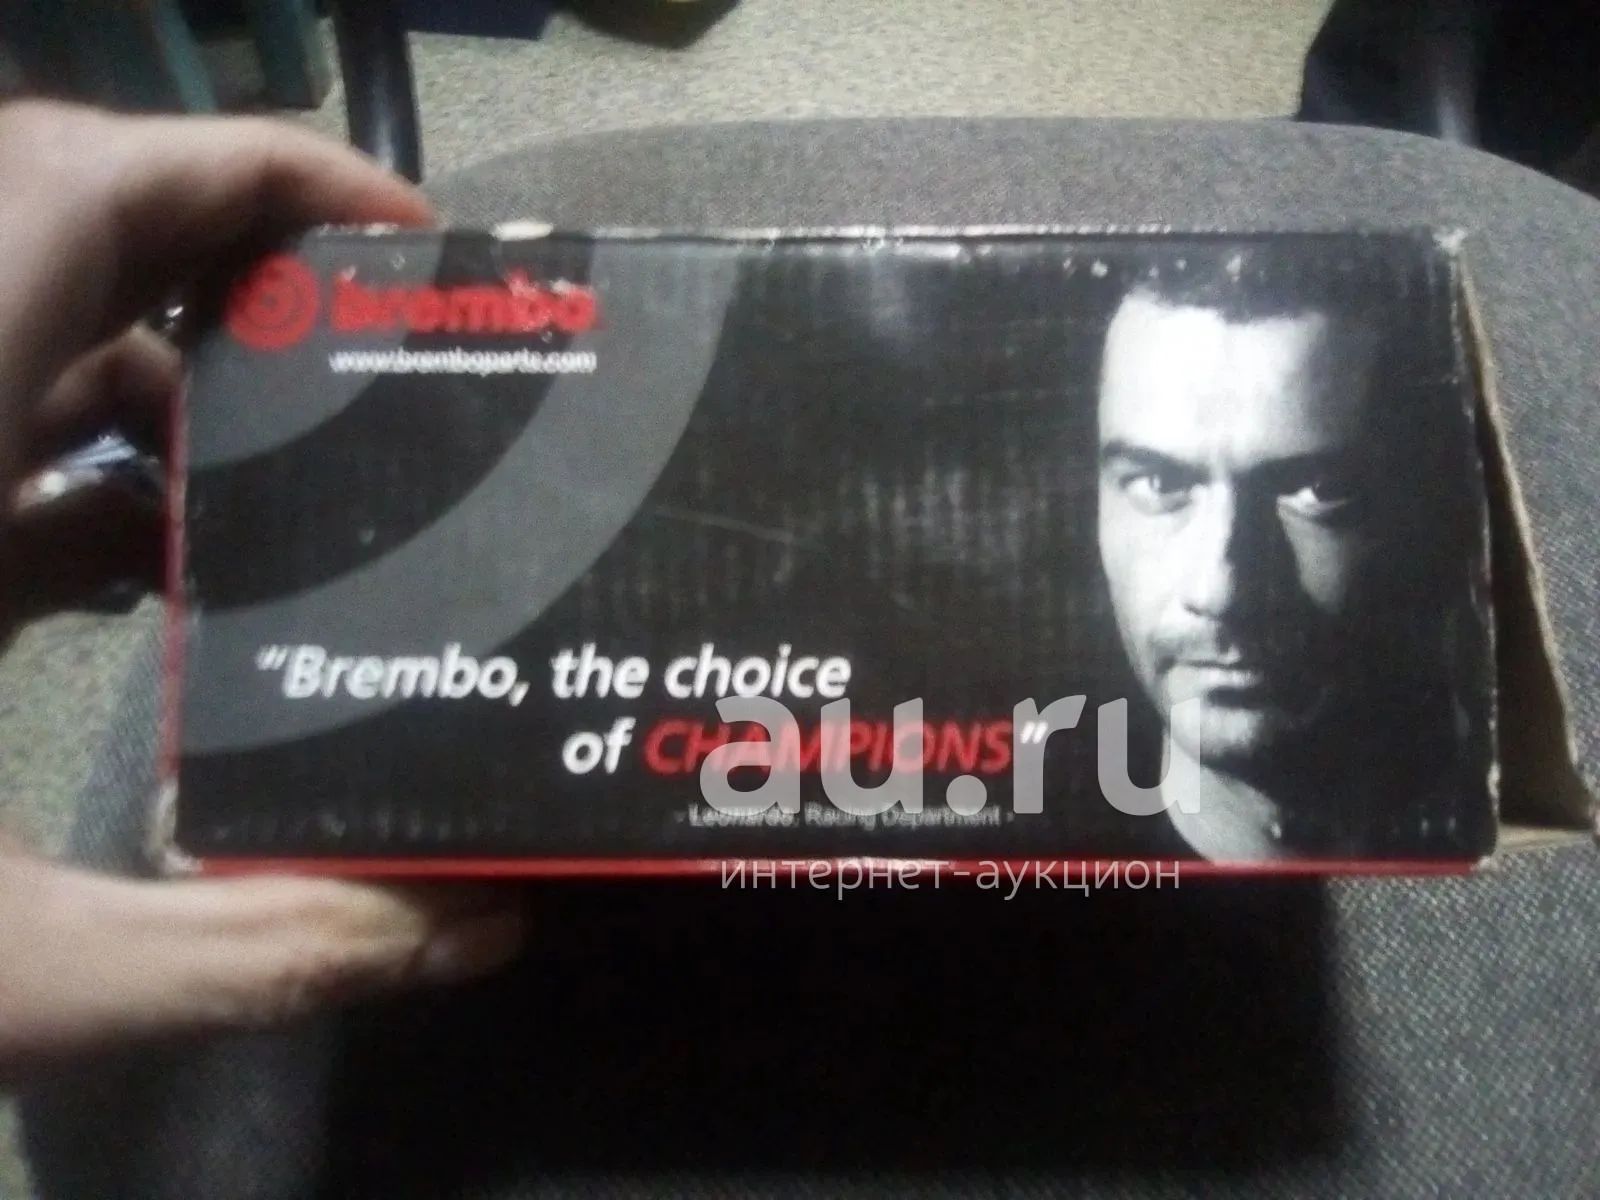 brembo
www.bremboparts.com
"Brembo, the choice
of CHAMPIONS"
- Leonardo, Racing Department -
au.ru
интернет-аукцион